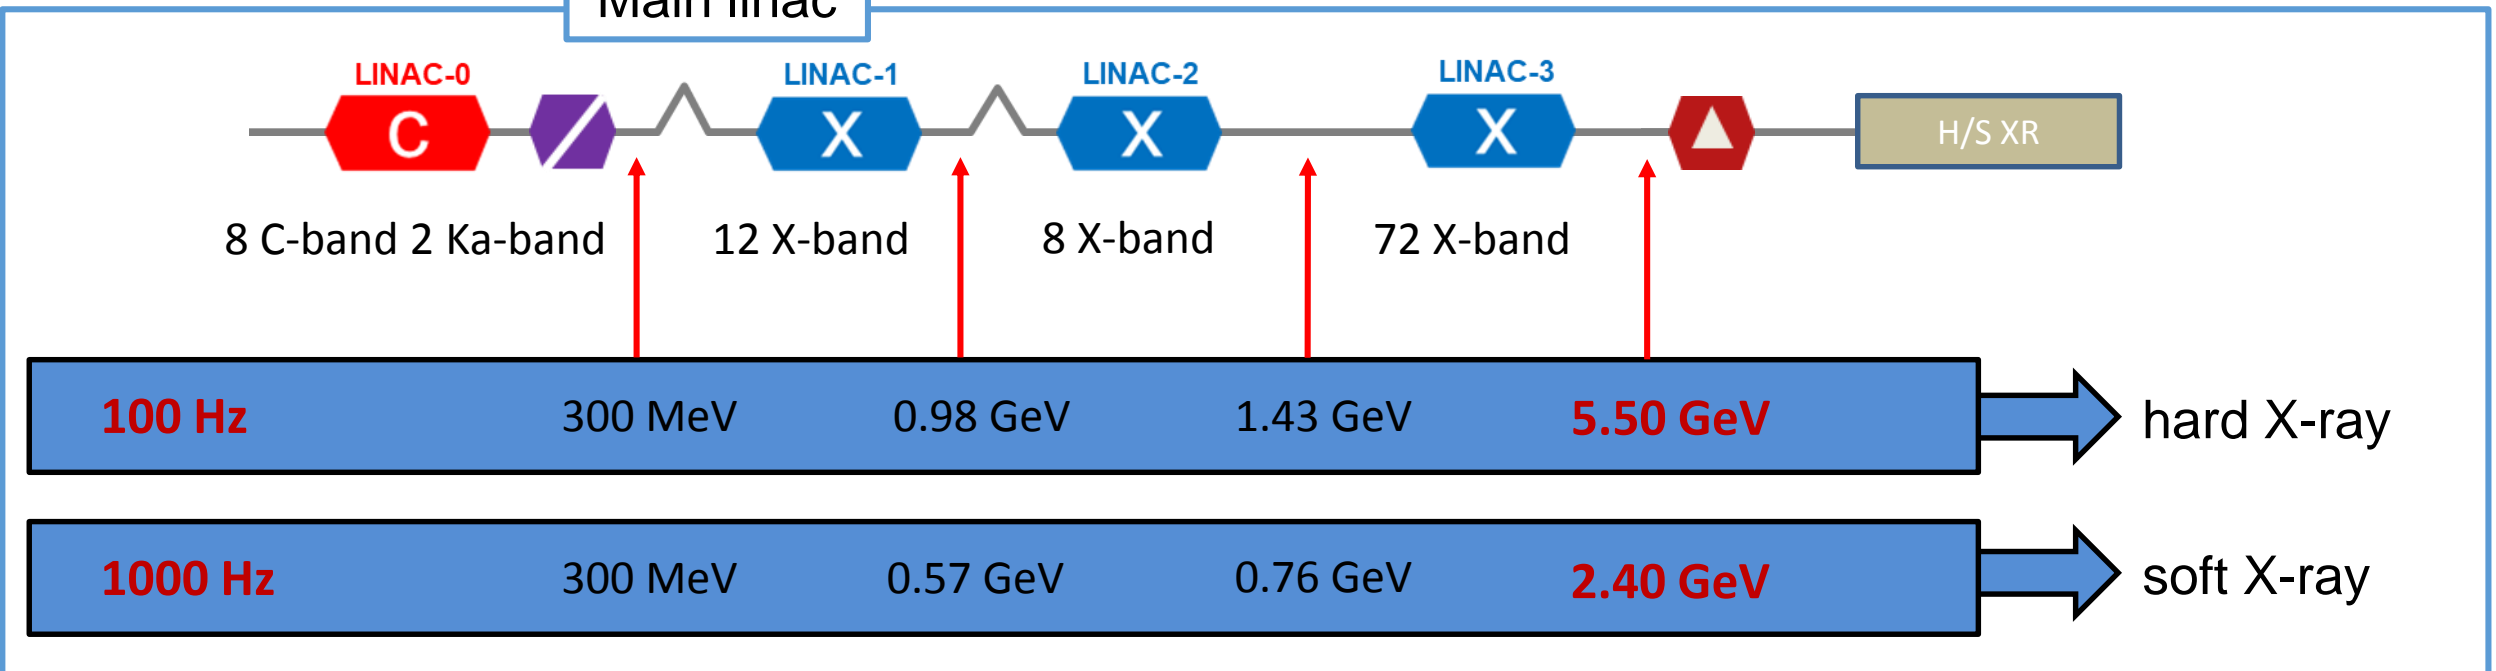 Main linac
LINAC-0 LINAC-1 LINAC-2 LINAC-3
C X X X H/S XR
8 C-band 2 Ka-band 12 X-band 8 X-band 72 X-band
100 Hz 300 MeV 0.98 GeV 1.43 GeV 5.50 GeV hard X-ray
1000 Hz 300 MeV 0.57 GeV 0.76 GeV 2.40 GeV soft X-ray